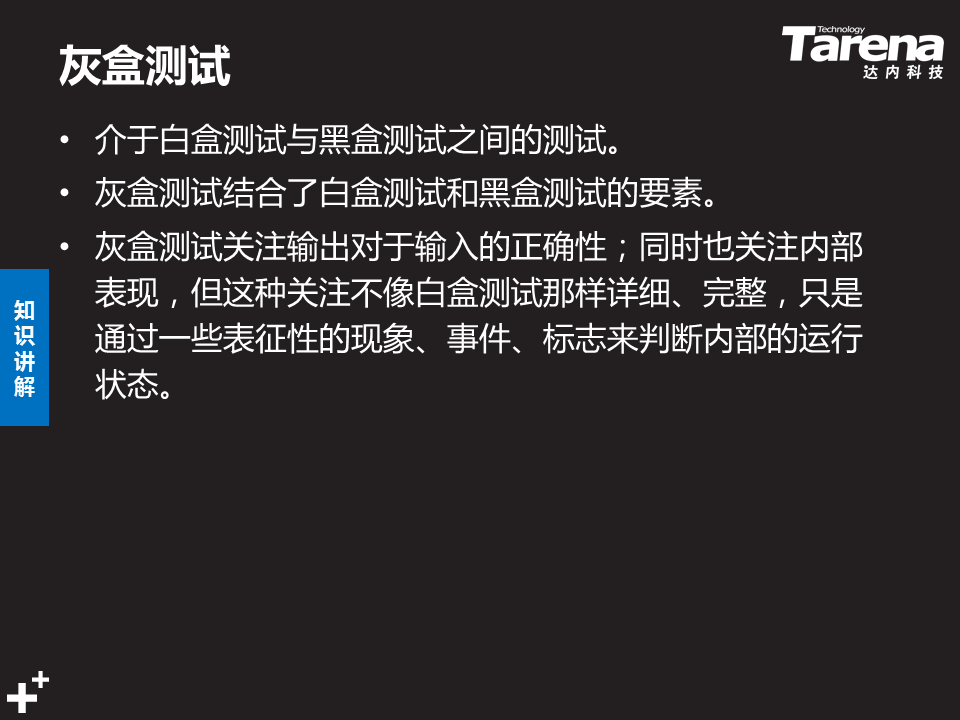 灰盒测试
Technology
Tarena
达内科技
• 介于白盒测试与黑盒测试之间的测试。
• 灰盒测试结合了白盒测试和黑盒测试的要素。
• 灰盒测试关注输出对于输入的正确性；同时也关注内部
表现，但这种关注不像白盒测试那样详细、完整，只是
通过一些表征性的现象、事件、标志来判断内部的运行
状态。
知
识
讲
解